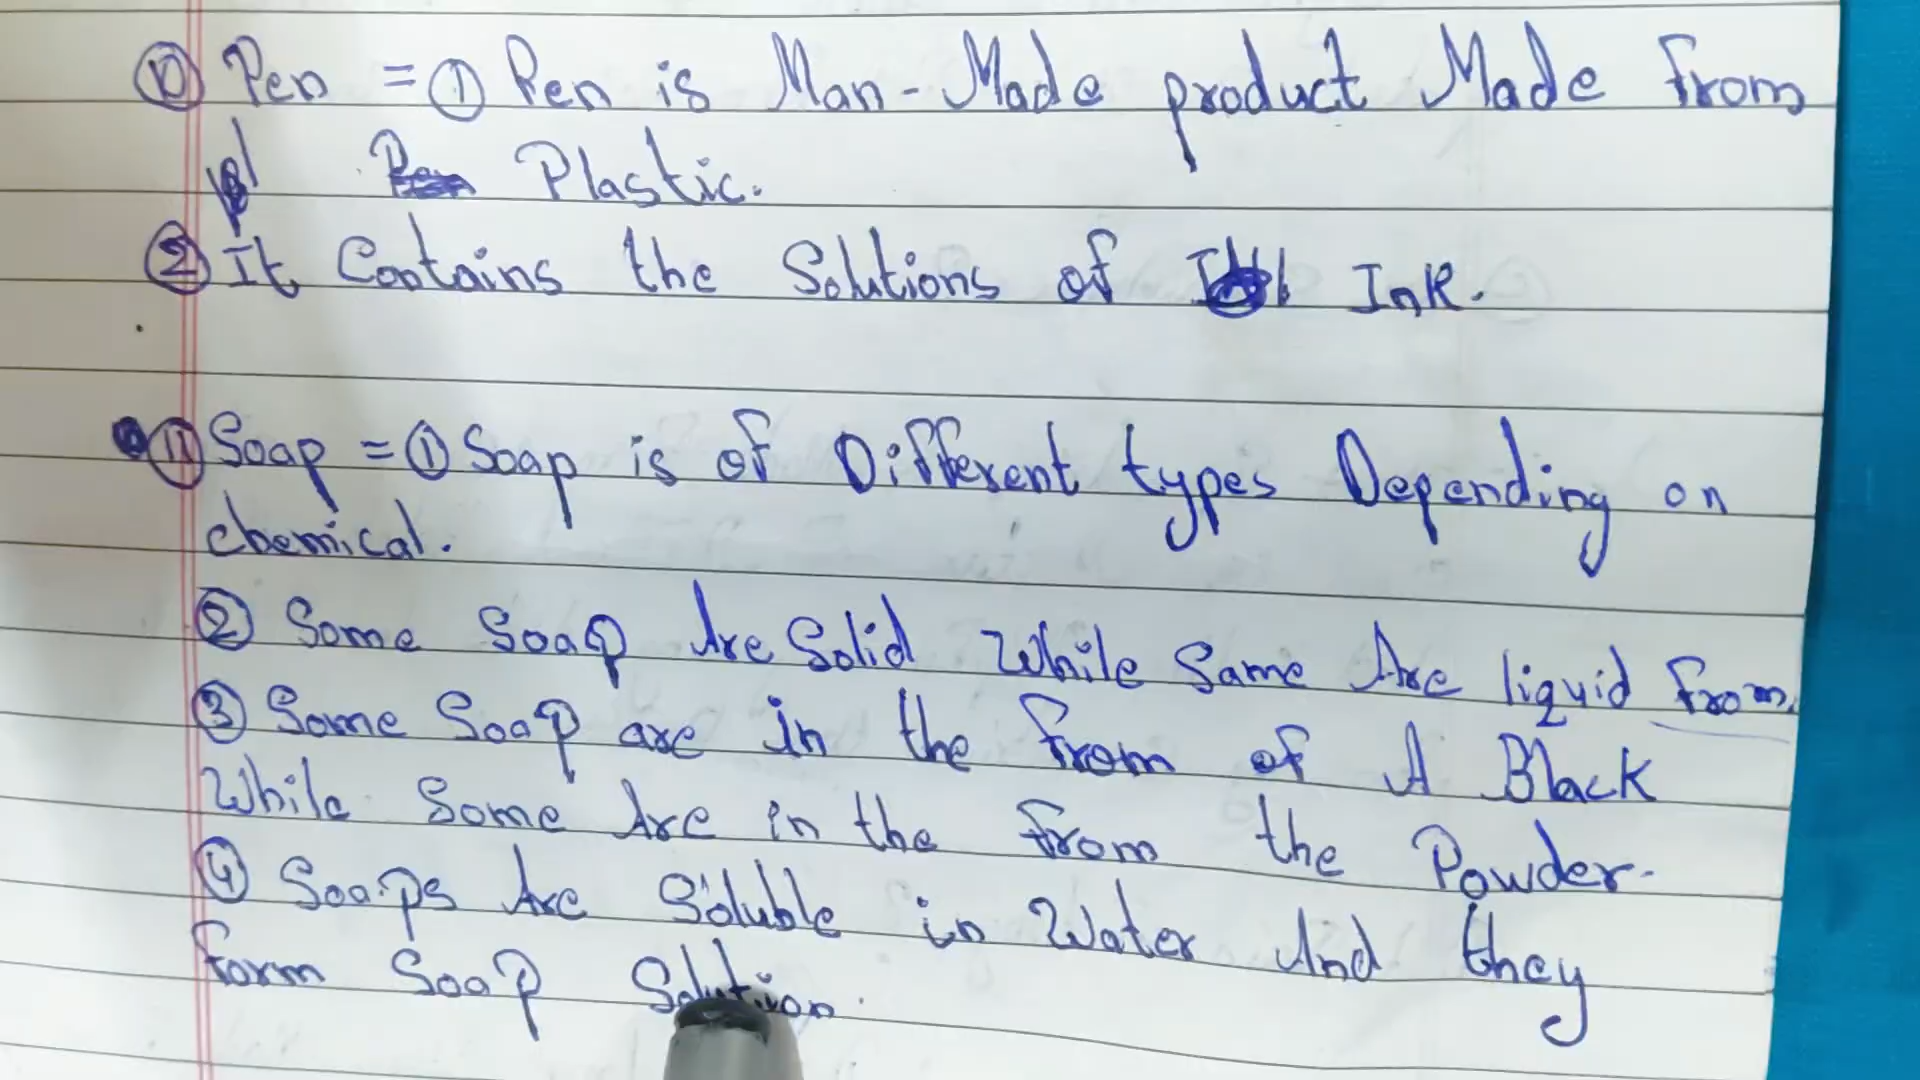 ⑩ Pen = ① Pen is Man-Made product Made from
Plastic.
② It Contains the Solutions of Ink.
⑪ Soap = ① Soap is of Different types Depending on
chemical.
② Some Soap Are Solid While Same Are liquid from.
③ Some Soap are in the from of A Black
While Some Are in the from the Powder.
④ Soaps Are Soluble in Water And they
form Soap Solution.